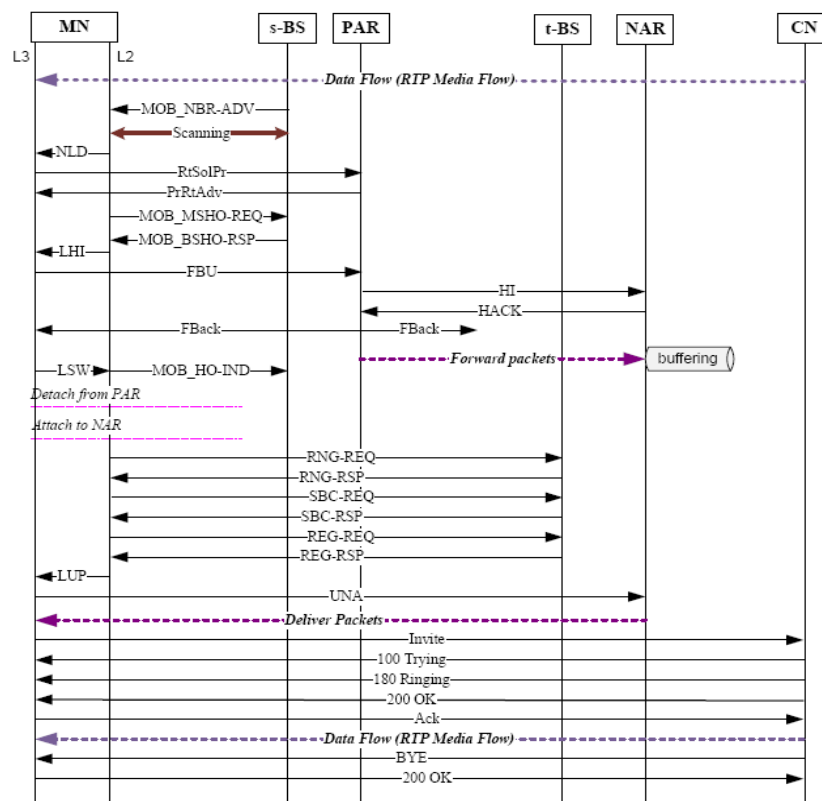 MN
s-BS
PAR
t-BS
NAR
CN
L3
L2
Data Flow (RTP Media Flow)
MOB_NBR-ADV
Scanning
NLD
RtSolPr
PrRtAdv
MOB_MSHO-REQ
MOB_BSHO-RSP
LHI
FBU
HI
HACK
FBack
FBack
Forward packets
buffering
LSW
MOB_HO-IND
Detach from PAR
Attach to NAR
RNG-REQ
RNG-RSP
SBC-REQ
SBC-RSP
REG-REQ
REG-RSP
LUP
UNA
Deliver Packets
Invite
100 Trying
180 Ringing
200 OK
Ack
Data Flow (RTP Media Flow)
BYE
200 OK